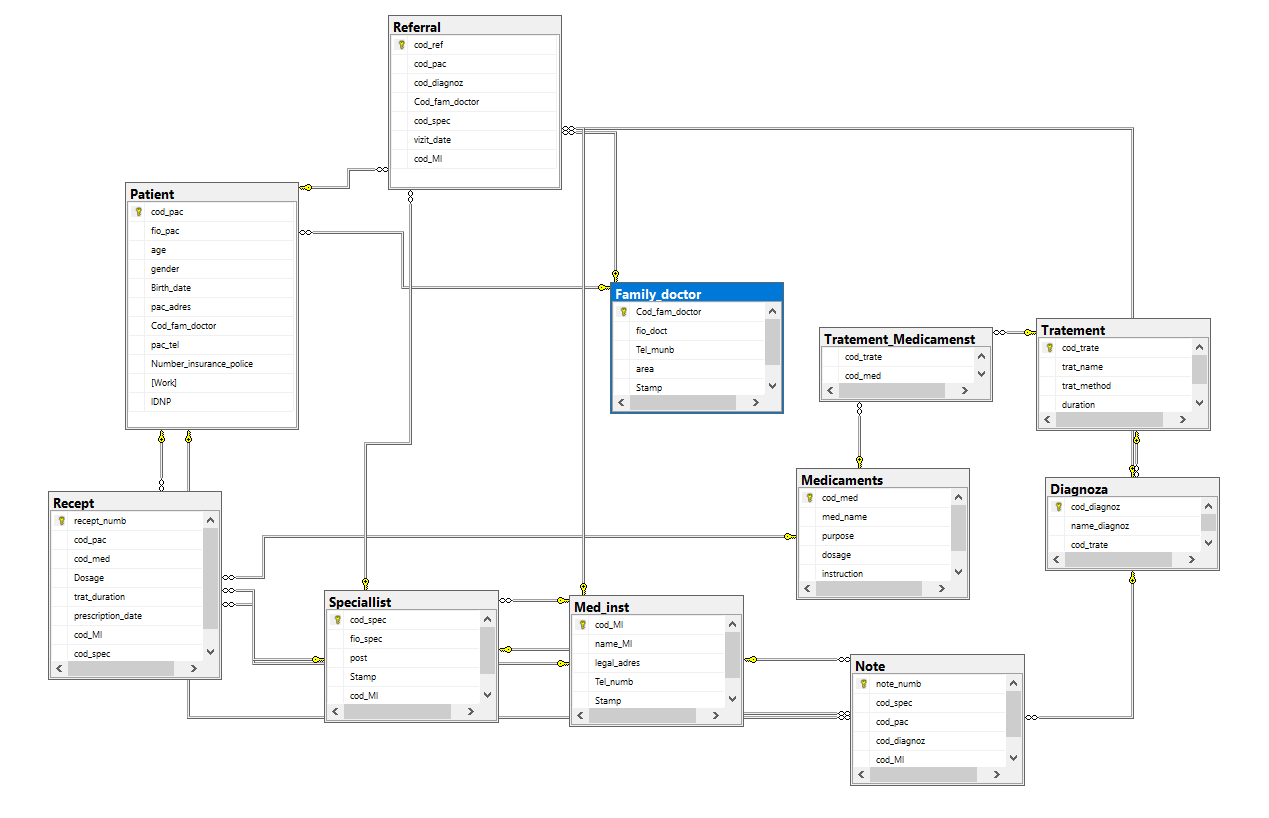 Referral
cod_ref
cod_pac
cod_diagnoz
Cod_fam_doctor
cod_spec
vizit_date
cod_MI
Patient
cod_pac
fio_pac
age
gender
Birth_date
pac_adres
Cod_fam_doctor
pac_tel
Number_insurance_police
[Work]
IDNP
Family_doctor
Cod_fam_doctor
fio_doct
Tel_munb
area
Stamp
Tratement_Medicamenst
cod_trate
cod_med
Tratement
cod_trate
trat_name
trat_method
duration
Medicaments
cod_med
med_name
purpose
dosage
instruction
Diagnoza
cod_diagnoz
name_diagnoz
cod_trate
Recept
recept_numb
cod_pac
cod_med
Dosage
trat_duration
prescription_date
cod_MI
cod_spec
Speciallist
cod_spec
fio_spec
post
Stamp
cod_MI
Med_inst
cod_MI
name_MI
legal_adres
Tel_numb
Stamp
Note
note_numb
cod_spec
cod_pac
cod_diagnoz
cod_MI